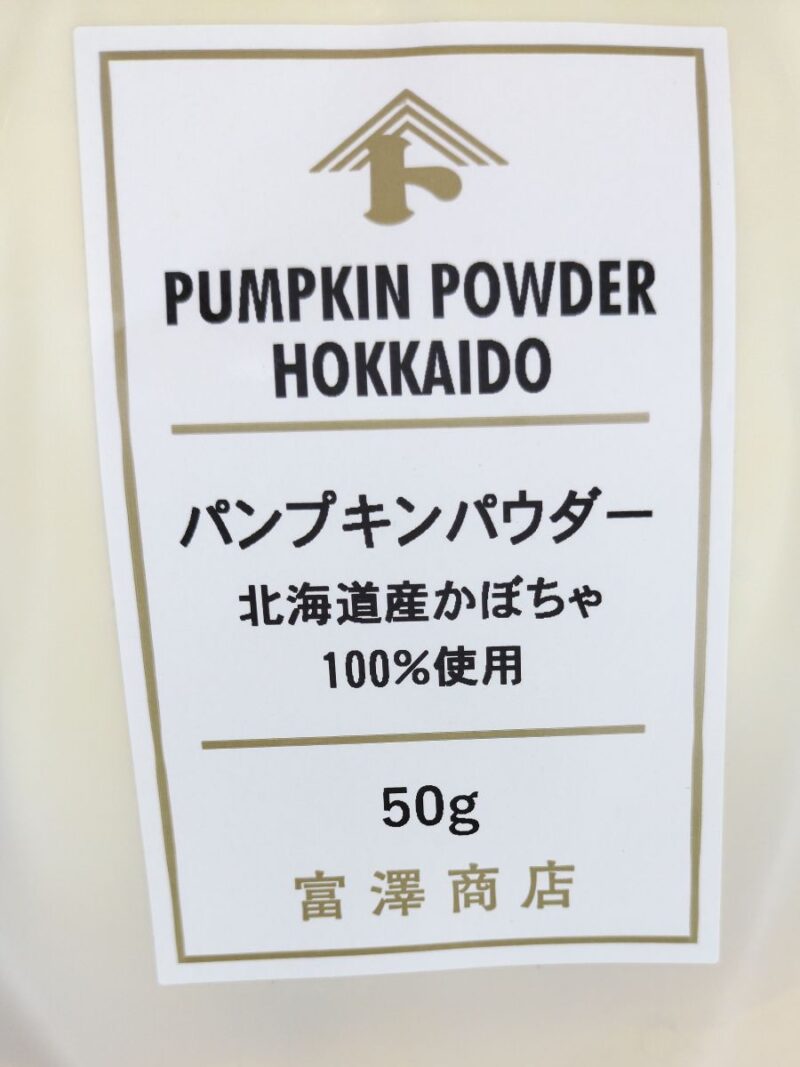 ト
PUMPKIN POWDER
HOKKAIDO
パンプキンパウダー
北海道産かぼちゃ
100%使用
50g
富澤商店